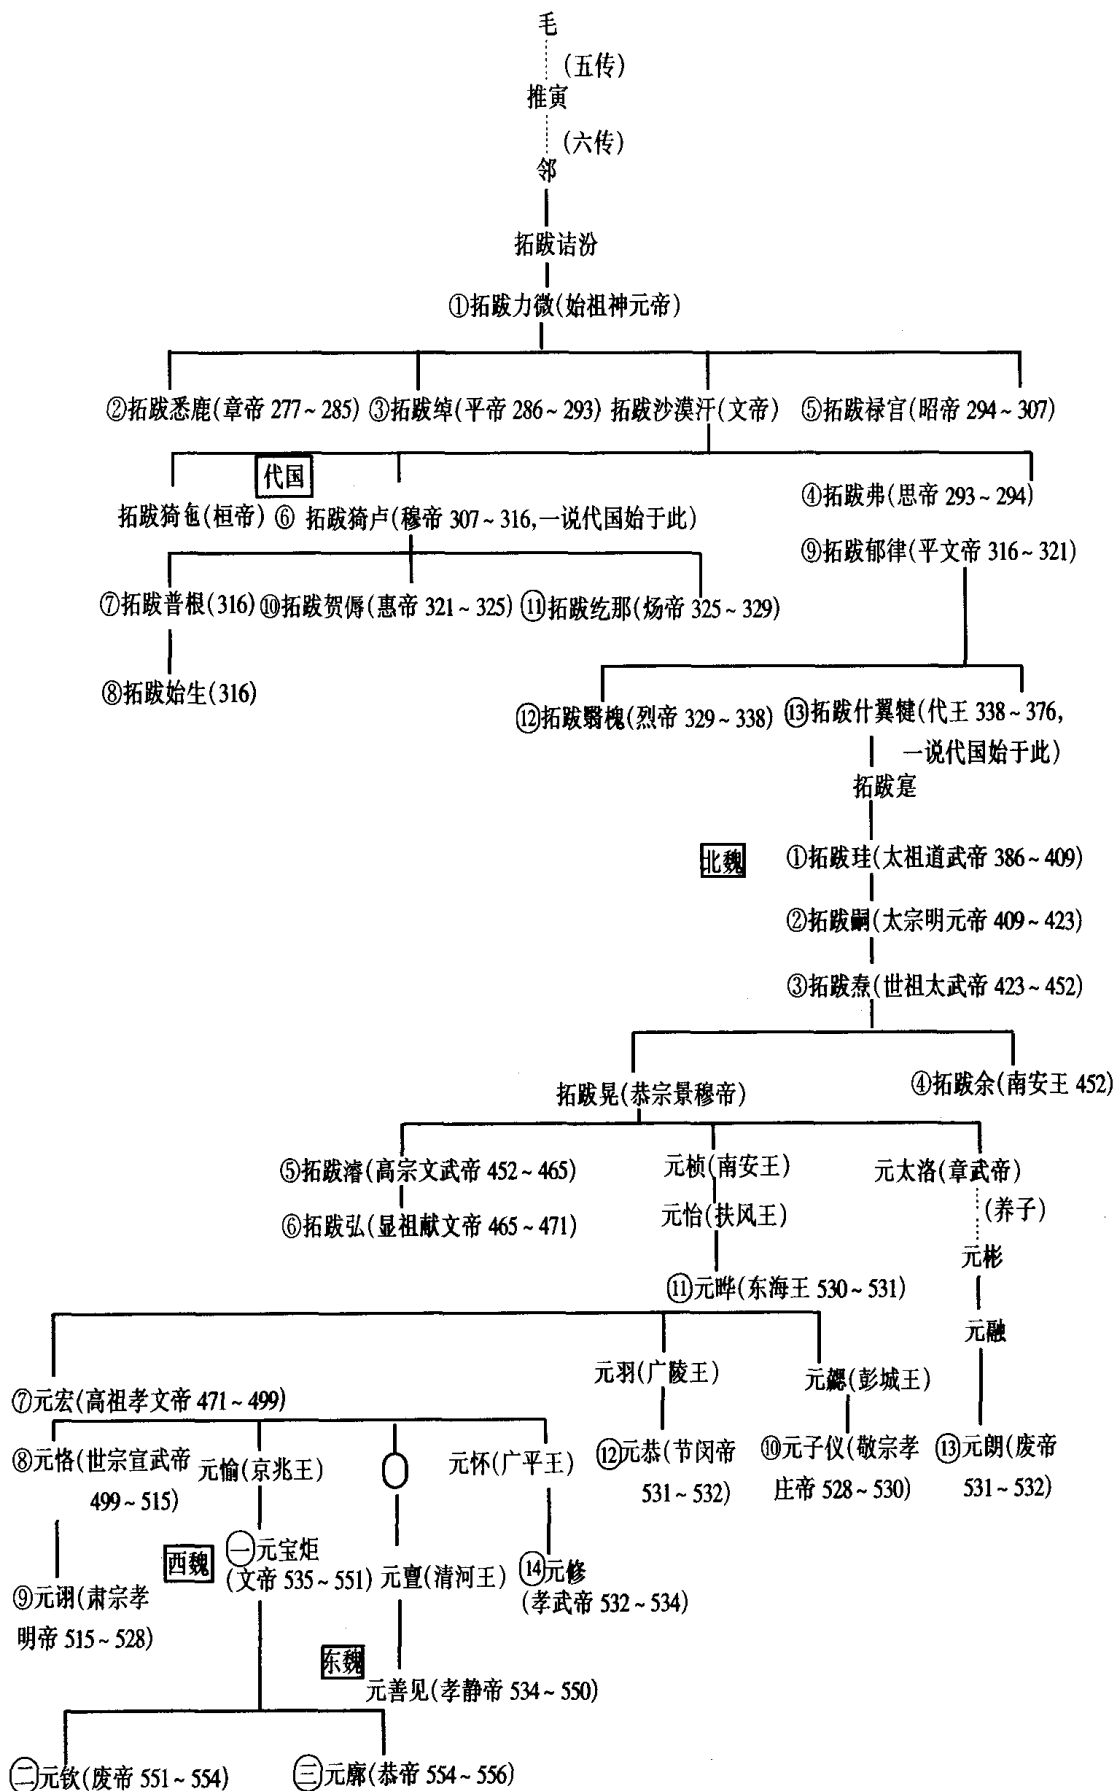 毛
(五传)
推寅
(六传)
邻
拓跋诘汾
①拓跋力微(始祖神元帝)
②拓跋悉鹿(章帝 277~285)
③拓跋绰(平帝 286~293)
拓跋沙漠汗(文帝)
⑤拓跋禄官(昭帝 294~307)
代国
拓跋猗㐌(桓帝)
⑥ 拓跋猗卢(穆帝 307~316,一说代国始于此)
④拓跋弗(思帝 293~294)
⑨拓跋郁律(平文帝 316~321)
⑦拓跋普根(316)
⑩拓跋贺傉(惠帝 321~325)
⑪拓跋纥那(炀帝 325~329)
⑧拓跋始生(316)
⑫拓跋翳槐(烈帝 329~338)
⑬拓跋什翼犍(代王 338~376,
一说代国始于此)
拓跋寔
北魏
①拓跋珪(太祖道武帝 386~409)
②拓跋嗣(太宗明元帝 409~423)
③拓跋焘(世祖太武帝 423~452)
拓跋晃(恭宗景穆帝)
④拓跋余(南安王 452)
⑤拓跋濬(高宗文武帝 452~465)
元桢(南安王)
元太洛(章武帝)
⑥拓跋弘(显祖献文帝 465~471)
元怡(扶风王)
(养子)
元彬
⑪元晔(东海王 530~531)
元融
⑦元宏(高祖孝文帝 471~499)
元羽(广陵王)
元勰(彭城王)
⑧元恪(世宗宣武帝
499~515)
元愉(京兆王)
元怀(广平王)
⑫元恭(节闵帝
531~532)
⑩元子仪(敬宗孝
庄帝 528~530)
⑬元朗(废帝
531~532)
西魏
㊀元宝炬
(文帝 535~551)
元亶(清河王)
⑭元修
(孝武帝 532~534)
⑨元诩(肃宗孝
明帝 515~528)
东魏
元善见(孝静帝 534~550)
㊁元钦(废帝 551~554)
㊂元廓(恭帝 554~556)